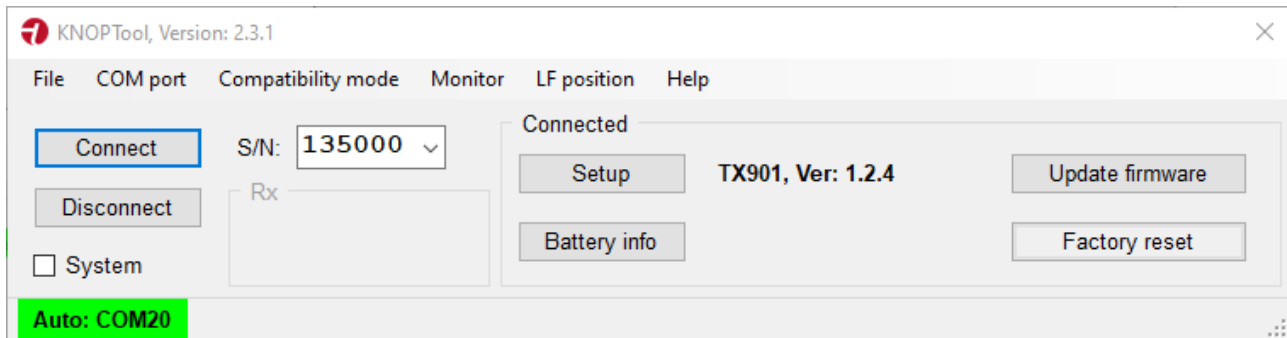 KNOPTool, Version: 2.3.1
File COM port Compatibility mode Monitor LF position Help
Connected
Connect S/N: 135000
Setup TX901, Ver: 1.2.4 Update firmware
Rx
Disconnect
Battery info Factory reset
System
Auto: COM20